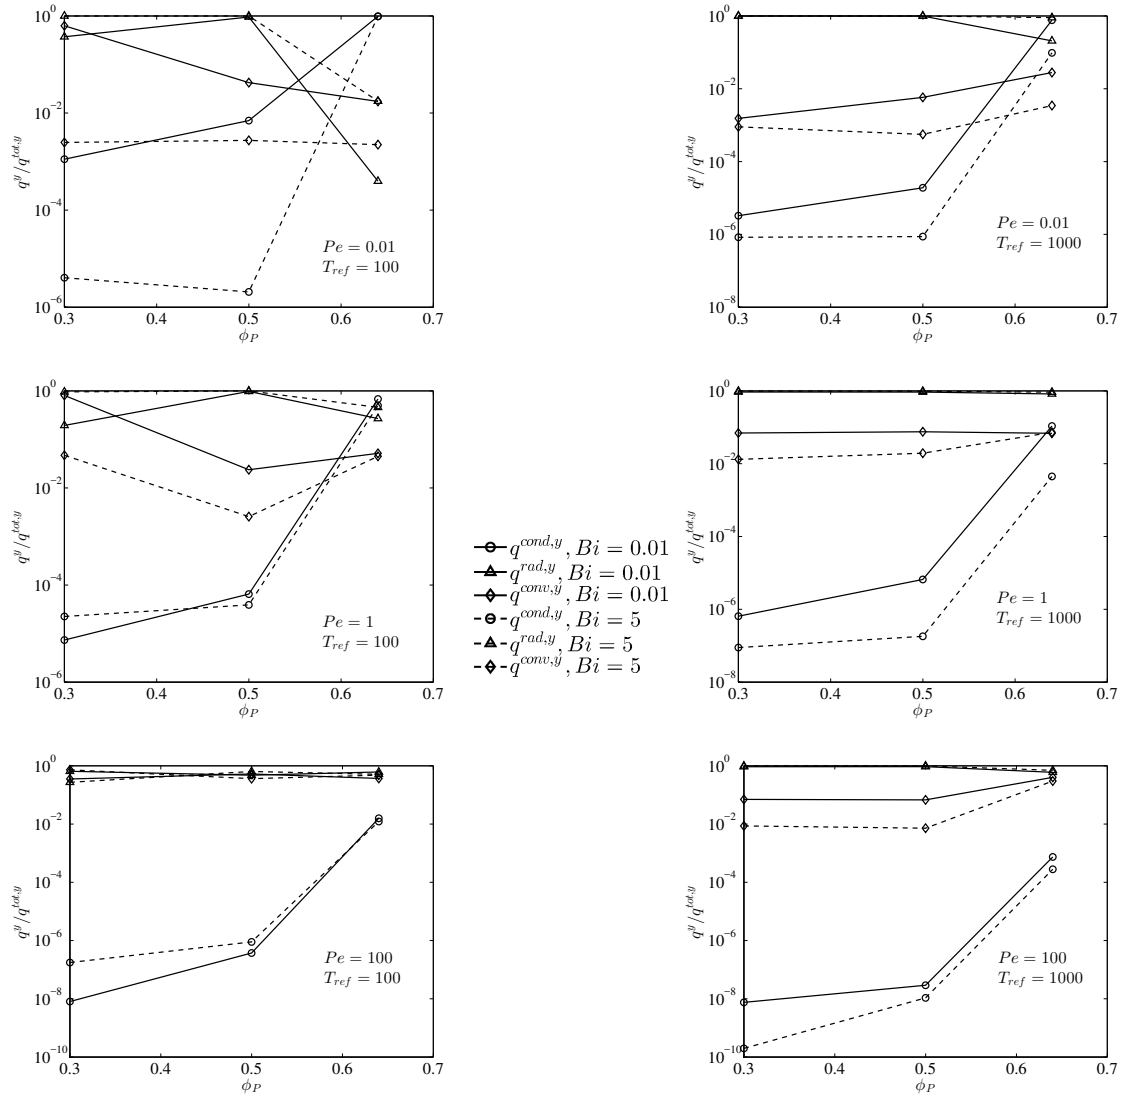 10^0
10^-2
10^-4
10^-6
q^y/q^{tot,y}
0.3 0.4 0.5 0.6 0.7
ϕ_P
Pe = 0.01
T_ref = 100
10^0
10^-2
10^-4
10^-6
10^-8
q^y/q^{tot,y}
0.3 0.4 0.5 0.6 0.7
ϕ_P
Pe = 0.01
T_ref = 1000
10^0
10^-2
10^-4
10^-6
q^y/q^{tot,y}
0.3 0.4 0.5 0.6 0.7
ϕ_P
Pe = 1
T_ref = 100
q^{cond,y}, Bi = 0.01
q^{rad,y}, Bi = 0.01
q^{conv,y}, Bi = 0.01
q^{cond,y}, Bi = 5
q^{rad,y}, Bi = 5
q^{conv,y}, Bi = 5
10^0
10^-2
10^-4
10^-6
10^-8
q^y/q^{tot,y}
0.3 0.4 0.5 0.6 0.7
ϕ_P
Pe = 1
T_ref = 1000
10^0
10^-2
10^-4
10^-6
10^-8
10^-10
q^y/q^{tot,y}
0.3 0.4 0.5 0.6 0.7
ϕ_P
Pe = 100
T_ref = 100
10^0
10^-2
10^-4
10^-6
10^-8
10^-10
q^y/q^{tot,y}
0.3 0.4 0.5 0.6 0.7
ϕ_P
Pe = 100
T_ref = 1000